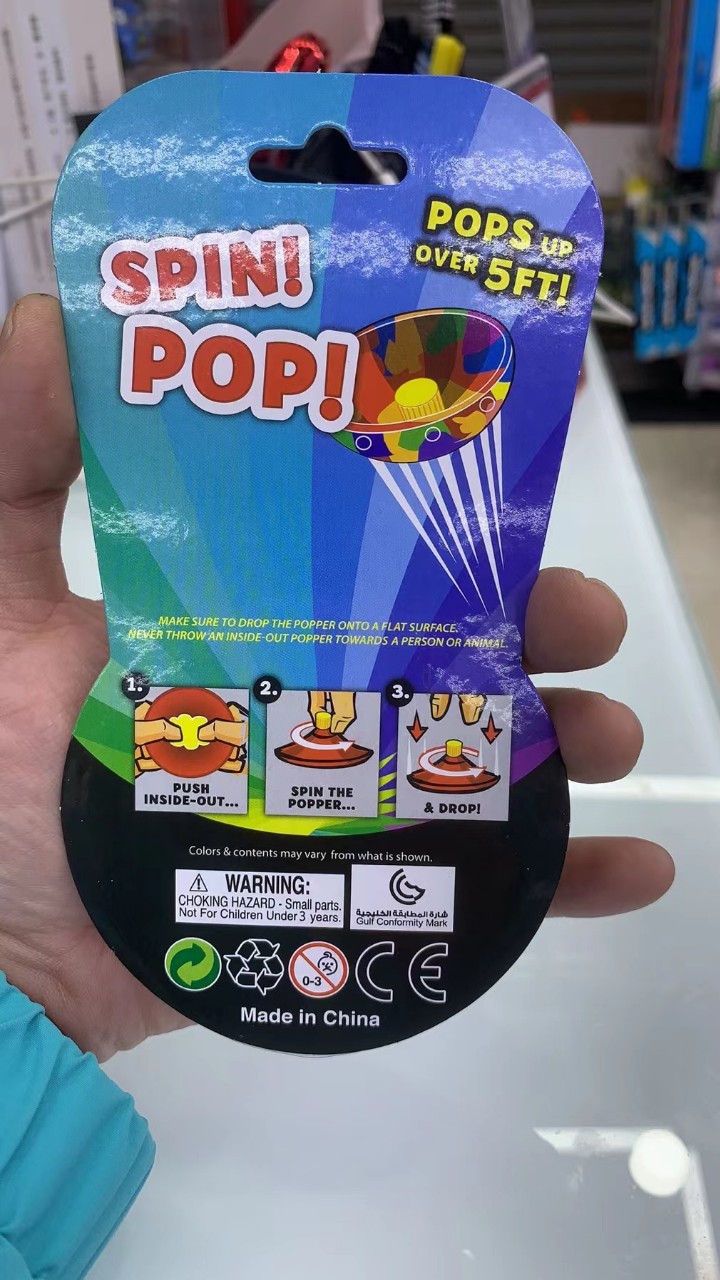 SPIN!
POP!
POPS UP
OVER 5FT!
MAKE SURE TO DROP THE POPPER ONTO A FLAT SURFACE.
NEVER THROW AN INSIDE-OUT POPPER TOWARDS A PERSON OR ANIMAL.
1.
PUSH
INSIDE-OUT...
2.
SPIN THE
POPPER...
3.
& DROP!
Colors & contents may vary from what is shown.
WARNING:
CHOKING HAZARD - Small parts.
Not For Children Under 3 years.
شارة المطابقة الخليجية
Gulf Conformity Mark
0-3
CE
Made in China